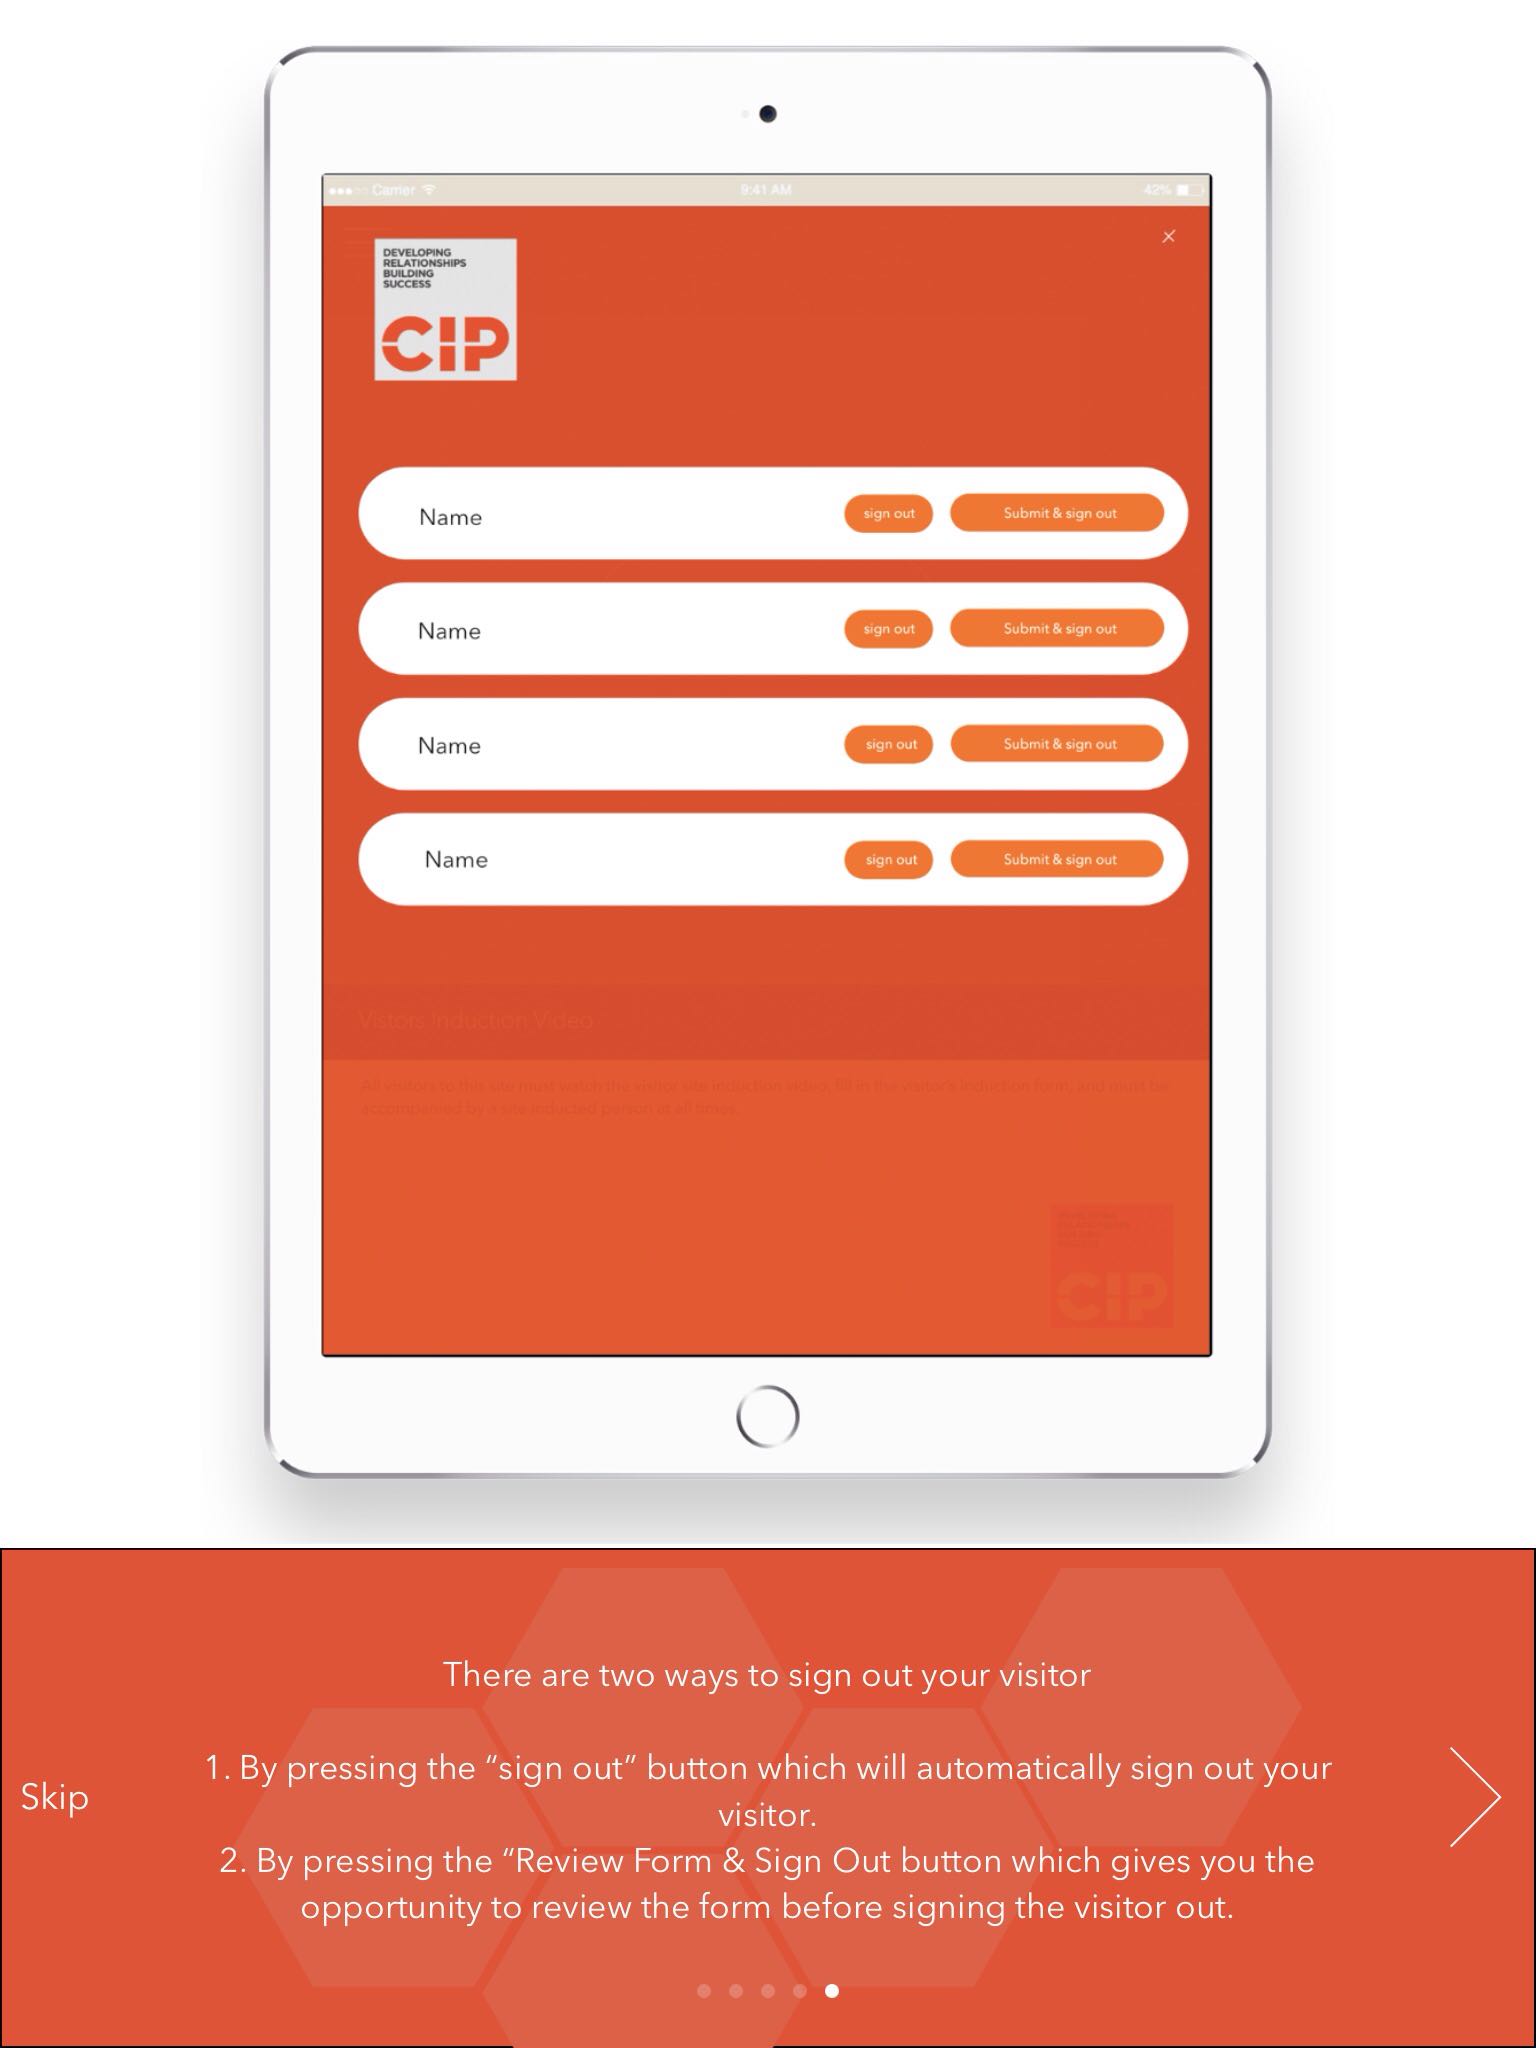 Carrier 9:41 AM 42%
DEVELOPING
RELATIONSHIPS
BUILDING
SUCCESS
CIP
Name sign out Submit & sign out
Name sign out Submit & sign out
Name sign out Submit & sign out
Name sign out Submit & sign out
Vistors Induction Video
All visitors to this site must watch the visitor site induction video, fill in the visitor's induction form, and must be
accompanied by a site inducted person at all times.
CIP
There are two ways to sign out your visitor
1. By pressing the “sign out” button which will automatically sign out your
visitor.
Skip
2. By pressing the “Review Form & Sign Out button which gives you the
opportunity to review the form before signing the visitor out.